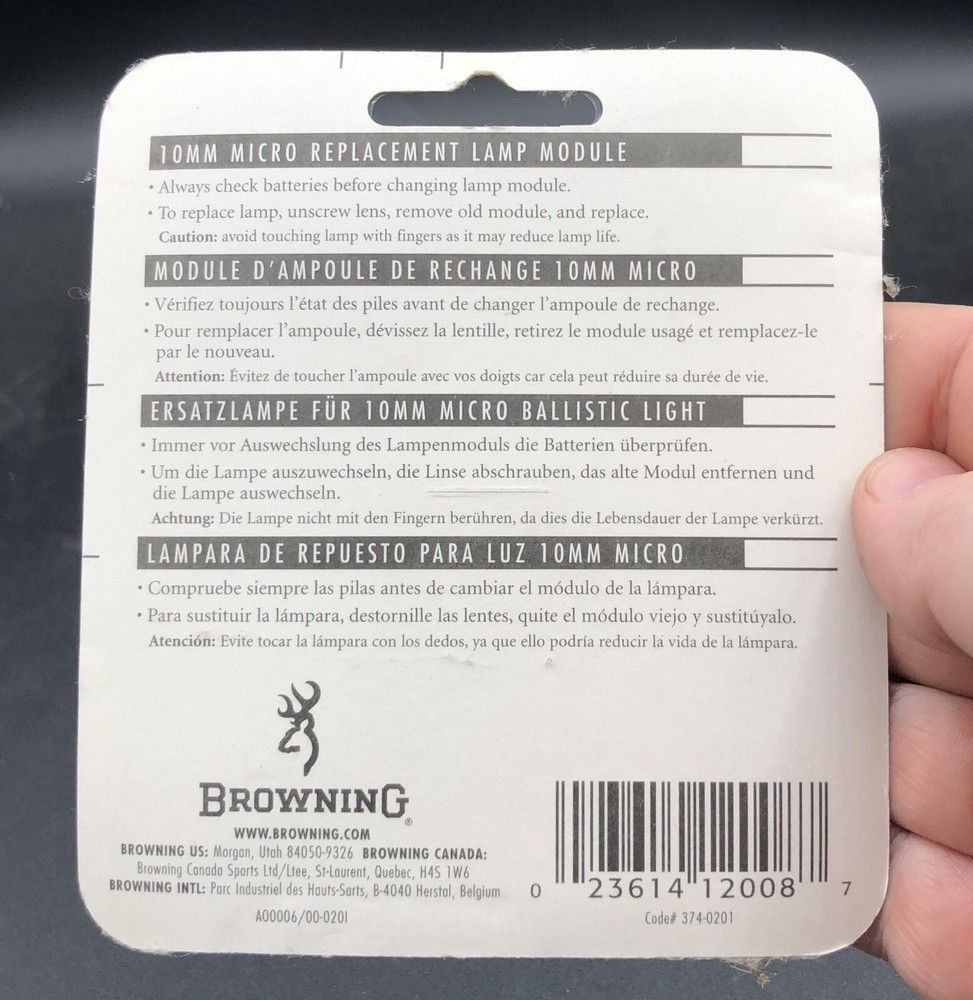 10MM MICRO REPLACEMENT LAMP MODULE
• Always check batteries before changing lamp module.
• To replace lamp, unscrew lens, remove old module, and replace.
Caution: avoid touching lamp with fingers as it may reduce lamp life.
MODULE D'AMPOULE DE RECHANGE 10MM MICRO
• Vérifiez toujours l'état des piles avant de changer l'ampoule de rechange.
• Pour remplacer l'ampoule, dévissez la lentille, retirez le module usagé et remplacez-le
par le nouveau.
Attention: Évitez de toucher l'ampoule avec vos doigts car cela peut réduire sa durée de vie.
ERSATZLAMPE FÜR 10MM MICRO BALLISTIC LIGHT
• Immer vor Auswechslung des Lampenmoduls die Batterien überprüfen.
• Um die Lampe auszuwechseln, die Linse abschrauben, das alte Modul entfernen und
die Lampe auswechseln.
Achtung: Die Lampe nicht mit den Fingern berühren, da dies die Lebensdauer der Lampe verkürzt.
LAMPARA DE REPUESTO PARA LUZ 10MM MICRO
• Compruebe siempre las pilas antes de cambiar el módulo de la lámpara.
• Para sustituir la lámpara, destornille las lentes, quite el módulo viejo y sustitúyalo.
Atención: Evite tocar la lámpara con los dedos, ya que ello podría reducir la vida de la lámpara.
BROWNING®
WWW.BROWNING.COM
BROWNING US: Morgan, Utah 84050-9326 BROWNING CANADA:
Browning Canada Sports Ltd/Ltee, St-Laurent, Quebec, H4S 1W6
BROWNING INTL: Parc Industriel des Hauts-Sarts, B-4040 Herstal, Belgium
A00006/00-0201
0 23614 12008 7
Code# 374-0201